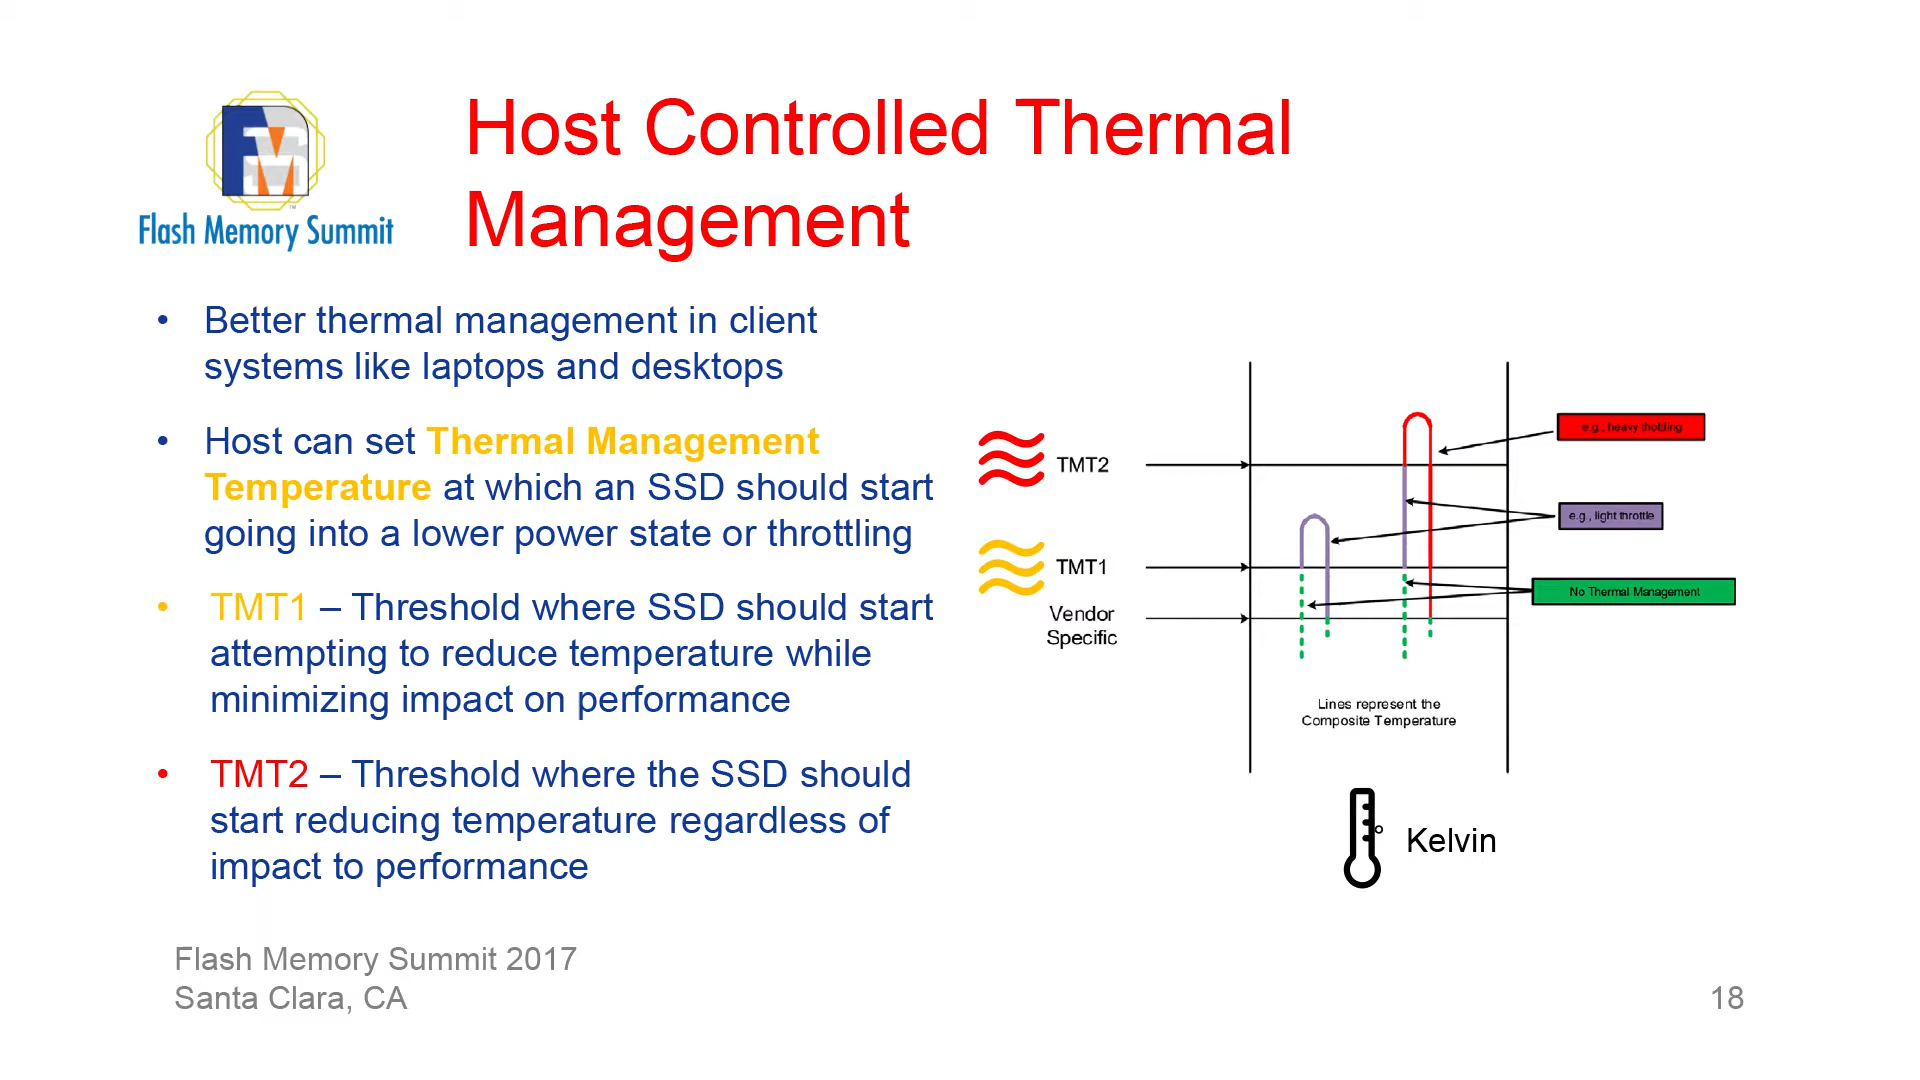 Host Controlled Thermal
Management
Flash Memory Summit
• Better thermal management in client
systems like laptops and desktops
• Host can set Thermal Management
Temperature at which an SSD should start
going into a lower power state or throttling
• TMT1 – Threshold where SSD should start
attempting to reduce temperature while
minimizing impact on performance
• TMT2 – Threshold where the SSD should
start reducing temperature regardless of
impact to performance
TMT2
TMT1
Vendor
Specific
e.g., heavy thottling
e.g., light throttle
No Thermal Management
Lines represent the
Composite Temperature
° Kelvin
Flash Memory Summit 2017
Santa Clara, CA
18